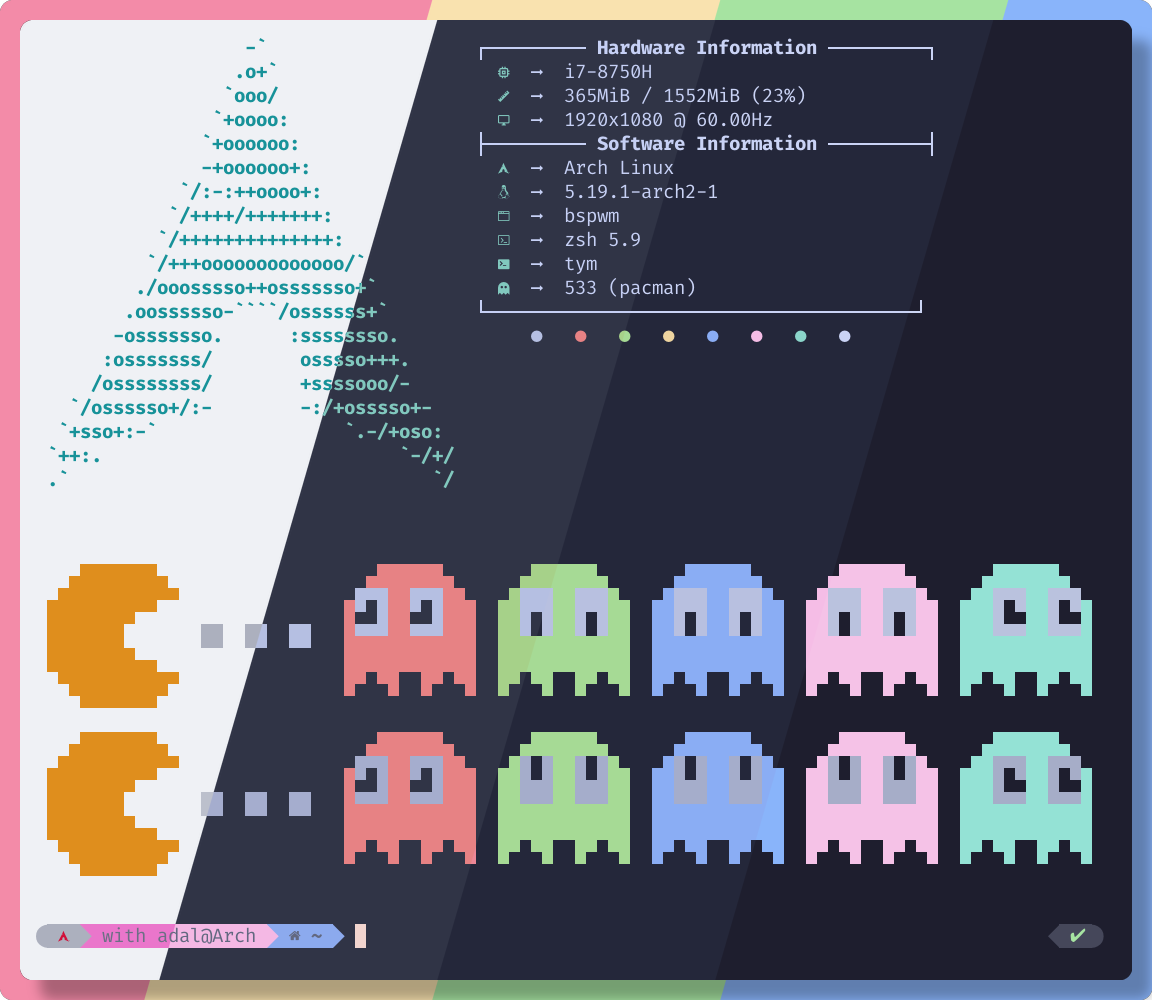 Hardware Information
i7-8750H
365MiB / 1552MiB (23%)
1920x1080 @ 60.00Hz
Software Information
Arch Linux
5.19.1-arch2-1
bspwm
zsh 5.9
tym
533 (pacman)
with adal@Arch ~